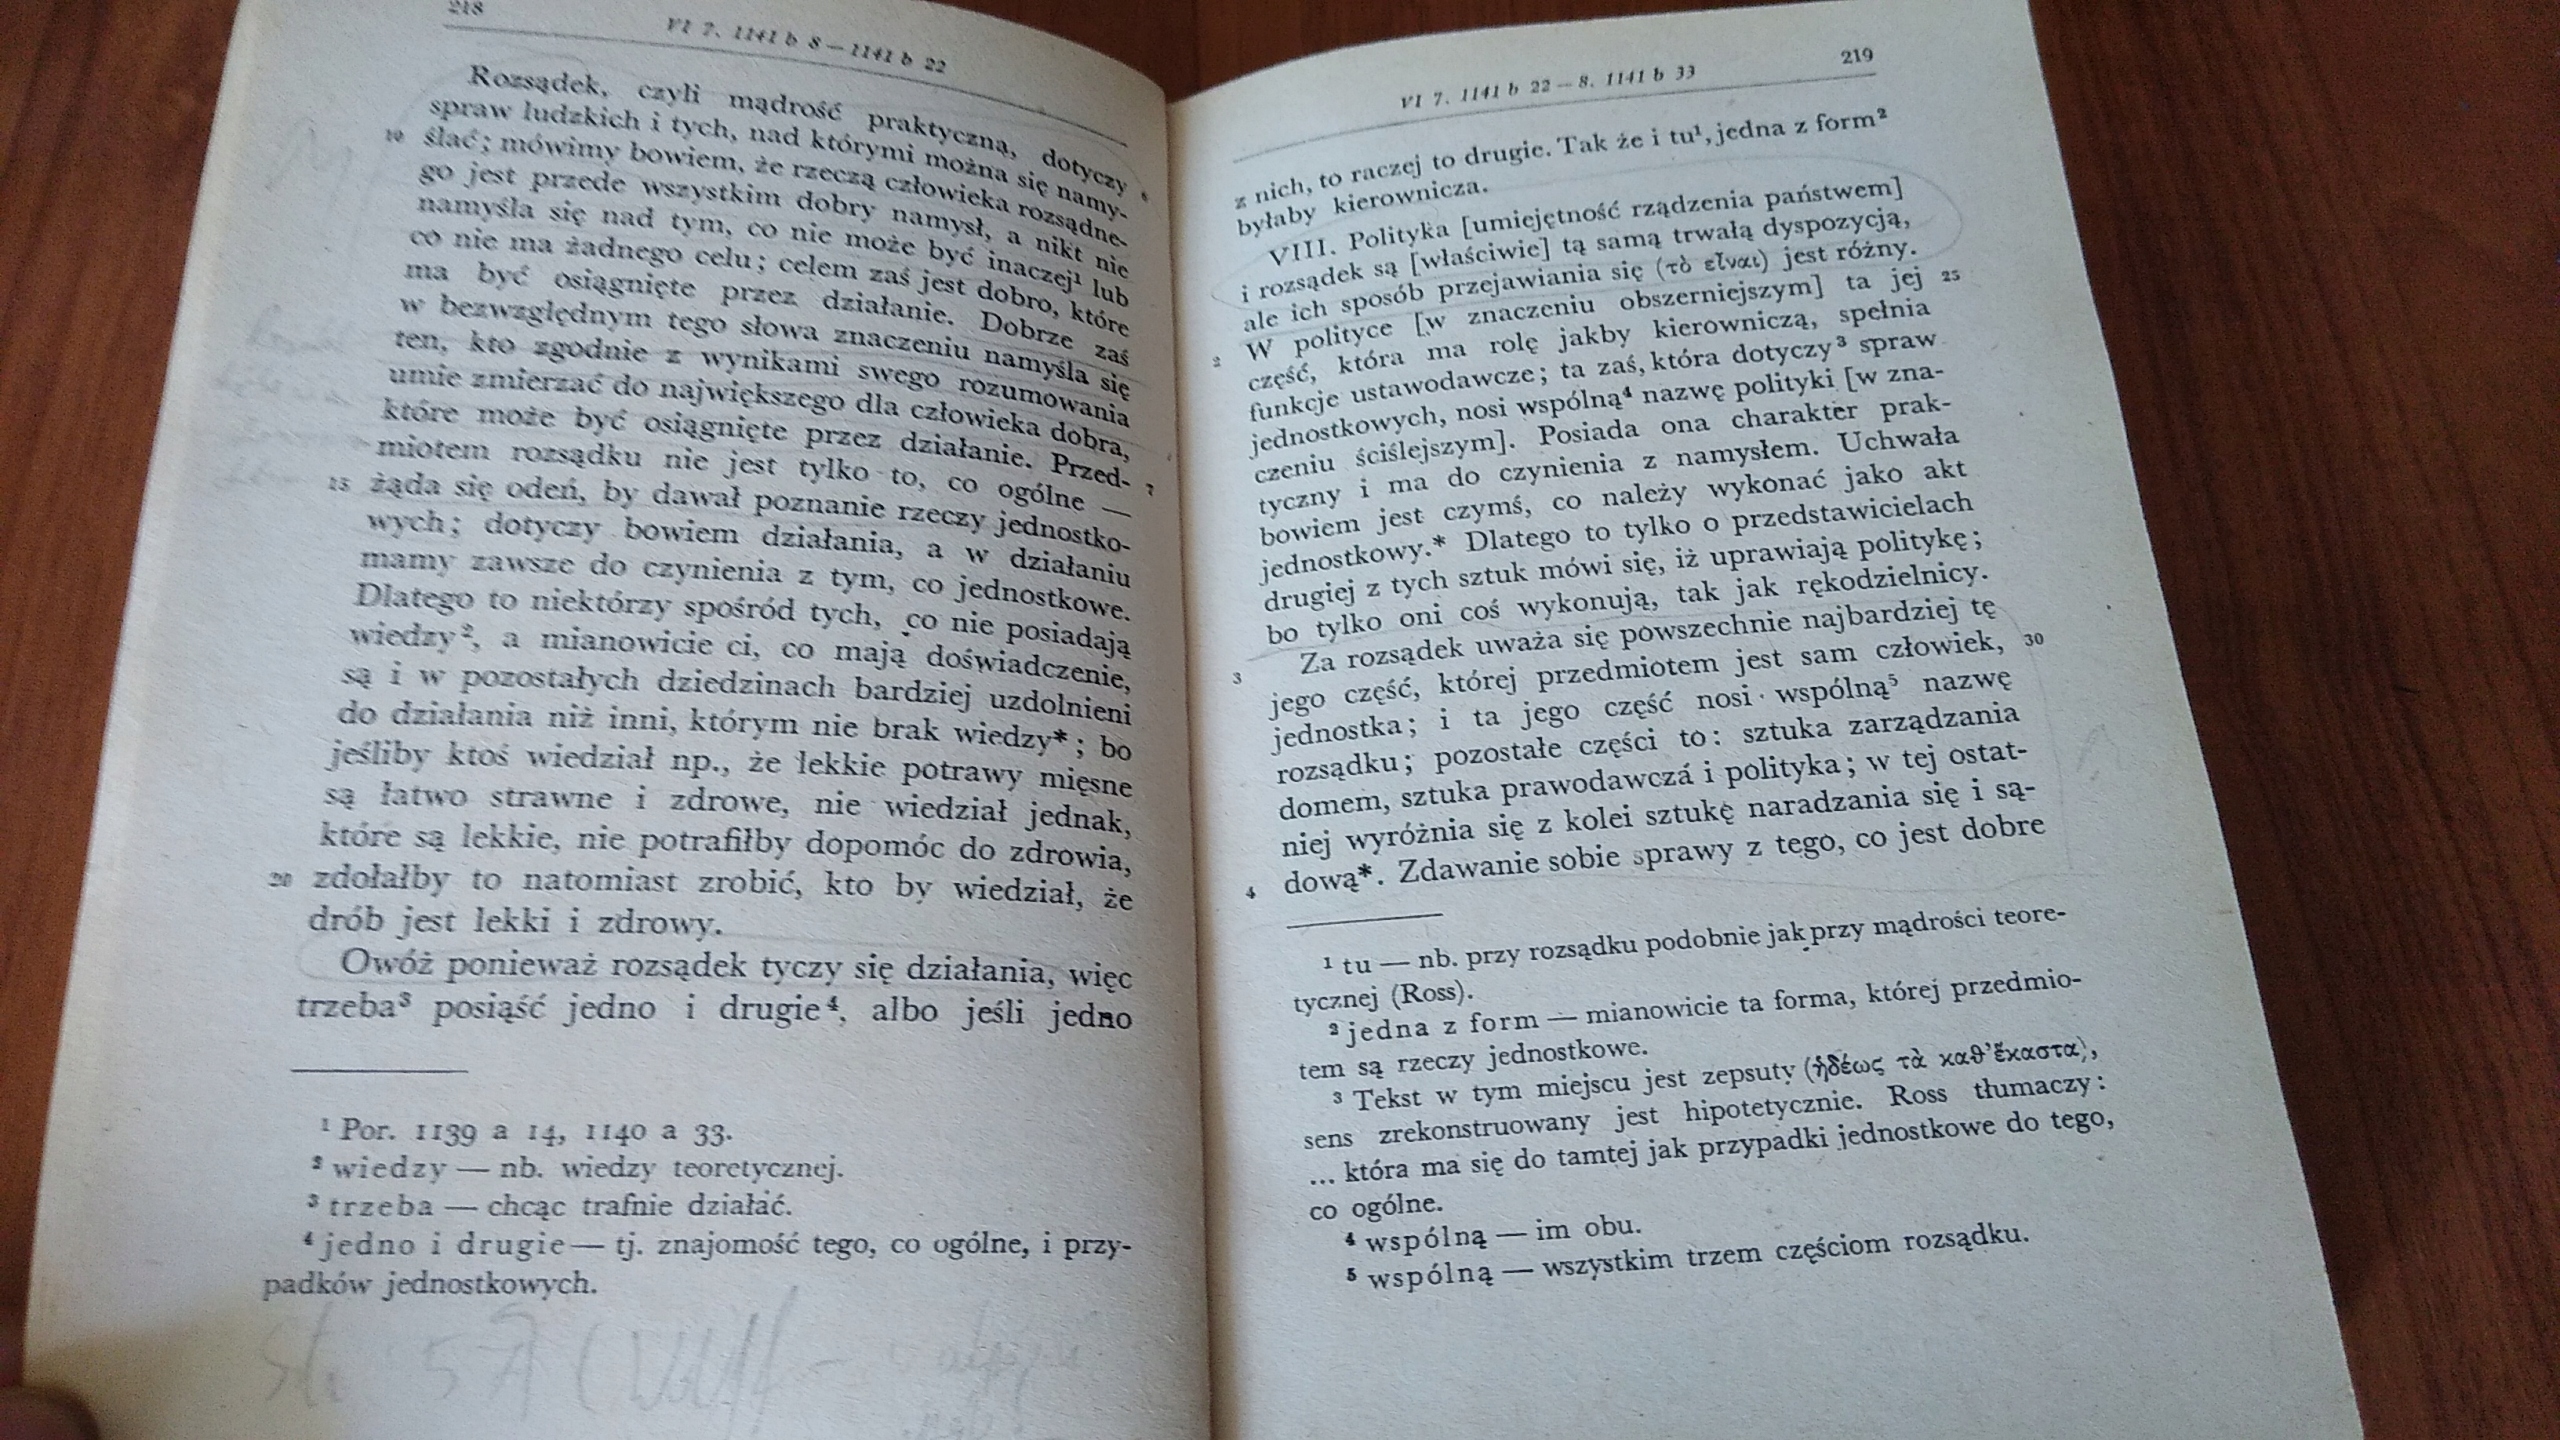 218
VI 7. 1141 b 8 — 1141 b 22
Rozsądek, czyli mądrość praktyczną, dotyczy 6
spraw ludzkich i tych, nad którymi można się namy-
10 ślać; mówimy bowiem, że rzeczą człowieka rozsądne-
go jest przede wszystkim dobry namysł, a nikt nie
namyśla się nad tym, co nie może być inaczej¹ lub
co nie ma żadnego celu; celem zaś jest dobro, które
ma być osiągnięte przez działanie. Dobrze zaś
w bezwzględnym tego słowa znaczeniu namyśla się
ten, kto zgodnie z wynikami swego rozumowania
umie zmierzać do największego dla człowieka dobra,
które może być osiągnięte przez działanie. Przed- 7
miotem rozsądku nie jest tylko to, co ogólne —
15 żąda się odeń, by dawał poznanie rzeczy jednostko-
wych; dotyczy bowiem działania, a w działaniu
mamy zawsze do czynienia z tym, co jednostkowe.
Dlatego to niektórzy spośród tych, co nie posiadają
wiedzy², a mianowicie ci, co mają doświadczenie,
są i w pozostałych dziedzinach bardziej uzdolnieni
do działania niż inni, którym nie brak wiedzy*; bo
jeśliby ktoś wiedział np., że lekkie potrawy mięsne
są łatwo strawne i zdrowe, nie wiedział jednak,
które są lekkie, nie potrafiłby dopomóc do zdrowia,
20 zdołałby to natomiast zrobić, kto by wiedział, że
drób jest lekki i zdrowy.
Owóż ponieważ rozsądek tyczy się działania, więc
trzeba³ posiąść jedno i drugie⁴, albo jeśli jedno
¹ Por. 1139 a 14, 1140 a 33.
² wiedzy — nb. wiedzy teoretycznej.
³ trzeba — chcąc trafnie działać.
⁴ jedno i drugie — tj. znajomość tego, co ogólne, i przy-
padków jednostkowych.
VI 7. 1141 b 22 — 8. 1141 b 33
219
z nich, to raczej to drugie. Tak że i tu¹, jedna z form²
byłaby kierownicza.
VIII. Polityka [umiejętność rządzenia państwem]
i rozsądek są [właściwie] tą samą trwałą dyspozycją,
ale ich sposób przejawiania się (τὸ εἶναι) jest różny.
2 W polityce [w znaczeniu obszerniejszym] ta jej 25
część, która ma rolę jakby kierowniczą, spełnia
funkcje ustawodawcze; ta zaś, która dotyczy³ spraw
jednostkowych, nosi wspólną⁴ nazwę polityki [w zna-
czeniu ściślejszym]. Posiada ona charakter prak-
tyczny i ma do czynienia z namysłem. Uchwała
bowiem jest czymś, co należy wykonać jako akt
jednostkowy.* Dlatego to tylko o przedstawicielach
drugiej z tych sztuk mówi się, iż uprawiają politykę;
bo tylko oni coś wykonują, tak jak rękodzielnicy.
3 Za rozsądek uważa się powszechnie najbardziej tę
jego część, której przedmiotem jest sam człowiek, 30
jednostka; i ta jego część nosi wspólną⁵ nazwę
rozsądku; pozostałe części to: sztuka zarządzania
domem, sztuka prawodawczá i polityka; w tej ostat-
niej wyróżnia się z kolei sztukę naradzania się i są-
4 dową*. Zdawanie sobie sprawy z tego, co jest dobre
¹ tu — nb. przy rozsądku podobnie jak przy mądrości teore-
tycznej (Ross).
² jedna z form — mianowicie ta forma, której przedmio-
tem są rzeczy jednostkowe.
³ Tekst w tym miejscu jest zepsuty (ἡδέως τὰ καθ’ἕκαστα),
sens zrekonstruowany jest hipotetycznie. Ross tłumaczy:
... która ma się do tamtej jak przypadki jednostkowe do tego,
co ogólne.
⁴ wspólną — im obu.
⁵ wspólną — wszystkim trzem częściom rozsądku.